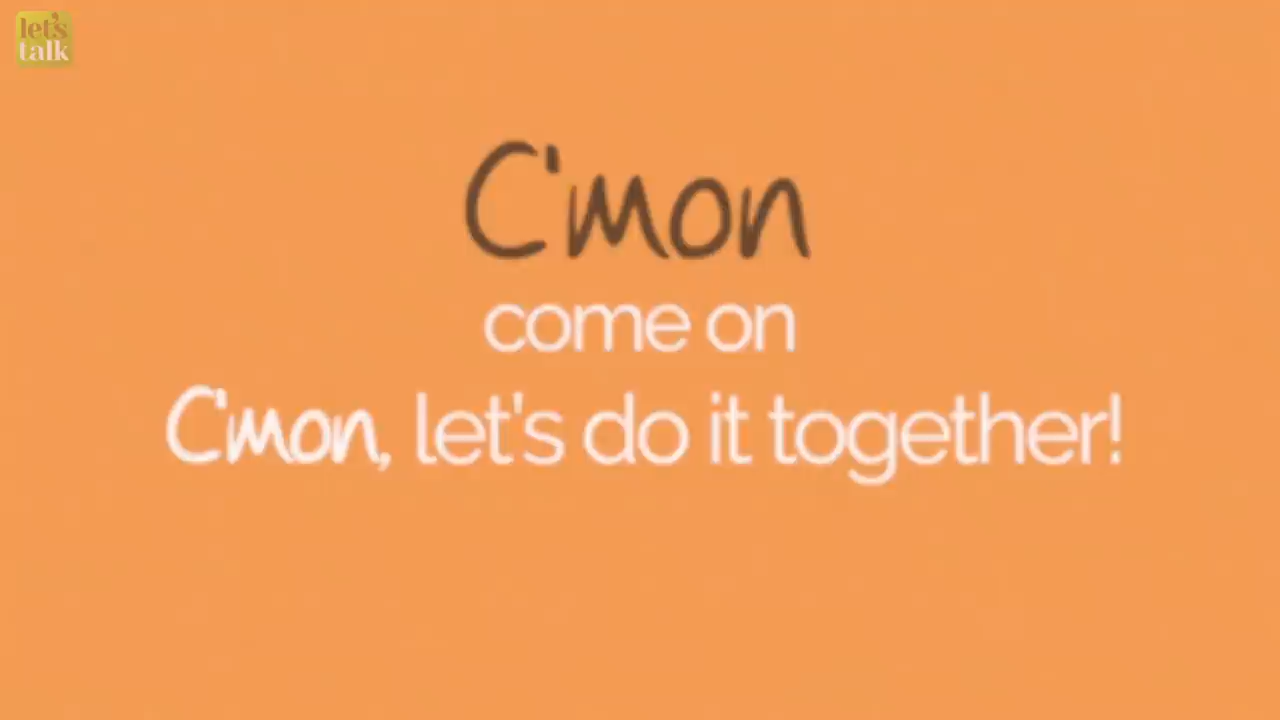 let's
talk
C'mon
come on
C'mon, let's do it together!